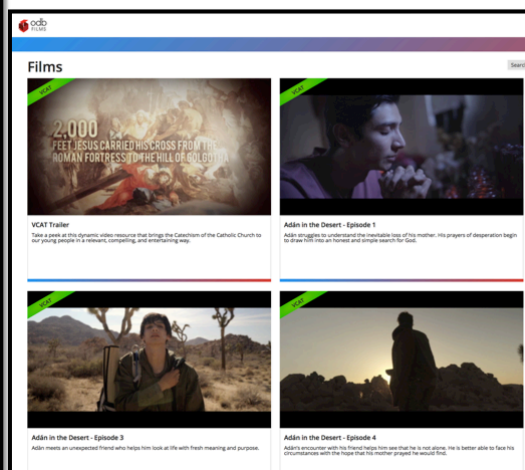 odb
FILMS
Films
Search
VCAT
2,000
FEET JESUS CARRIED HIS CROSS FROM THE
ROMAN FORTRESS TO THE HILL OF GOLGOTHA
VCAT Trailer
Take a peek at this dynamic video resource that brings the Catechism of the Catholic Church to
our young people in a relevant, compelling, and entertaining way.
VCAT
Adán in the Desert - Episode 1
Adán struggles to understand the inevitable loss of his mother. His prayers of desperation begin
to draw him into an honest and simple search for God.
VCAT
Adán in the Desert - Episode 3
Adán meets an unexpected friend who helps him look at life with fresh meaning and purpose.
VCAT
Adán in the Desert - Episode 4
Adán's encounter with his friend helps him see that he is not alone. He is better able to face his
circumstances with the hope that his mother prayed he would find.